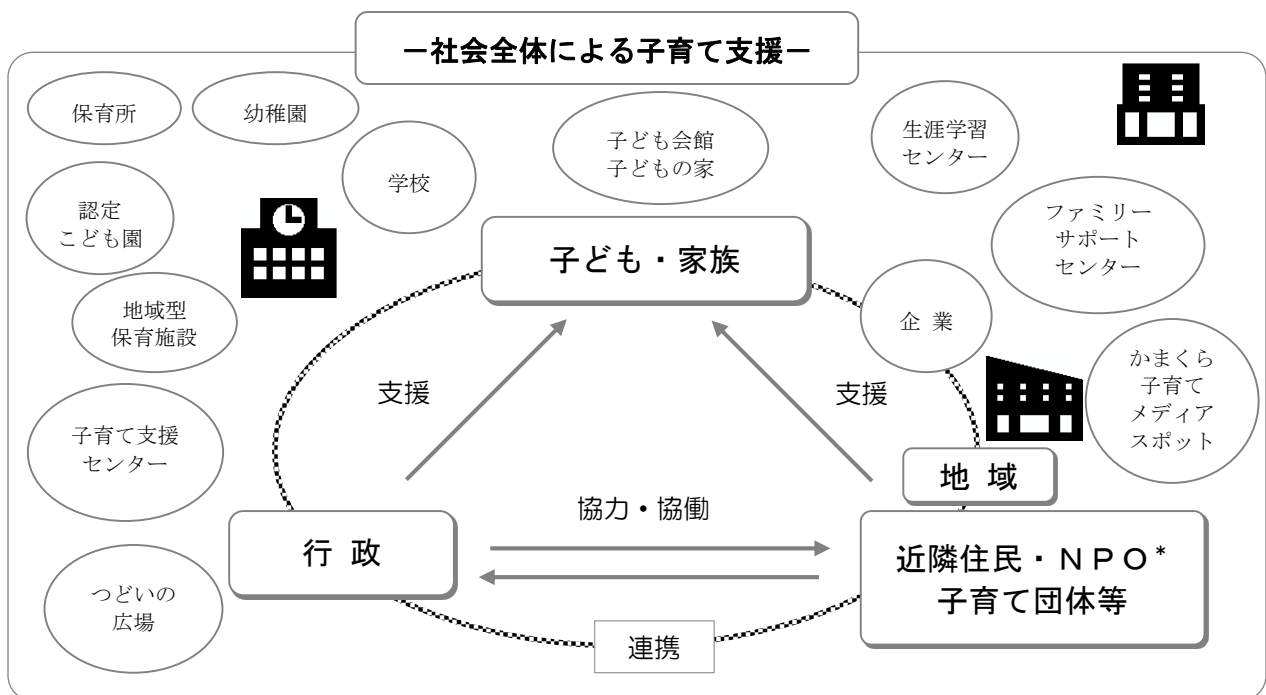 －社会全体による子育て支援－
保育所
幼稚園
学校
子ども会館
子どもの家
生涯学習
センター
認定
こども園
ファミリー
サポート
センター
子ども・家族
地域型
保育施設
企 業
かまくら
子育て
メディア
スポット
支援
支援
子育て支援
センター
地 域
協力・協働
行 政
近隣住民・ＮＰＯ*
子育て団体等
つどいの
広場
連携